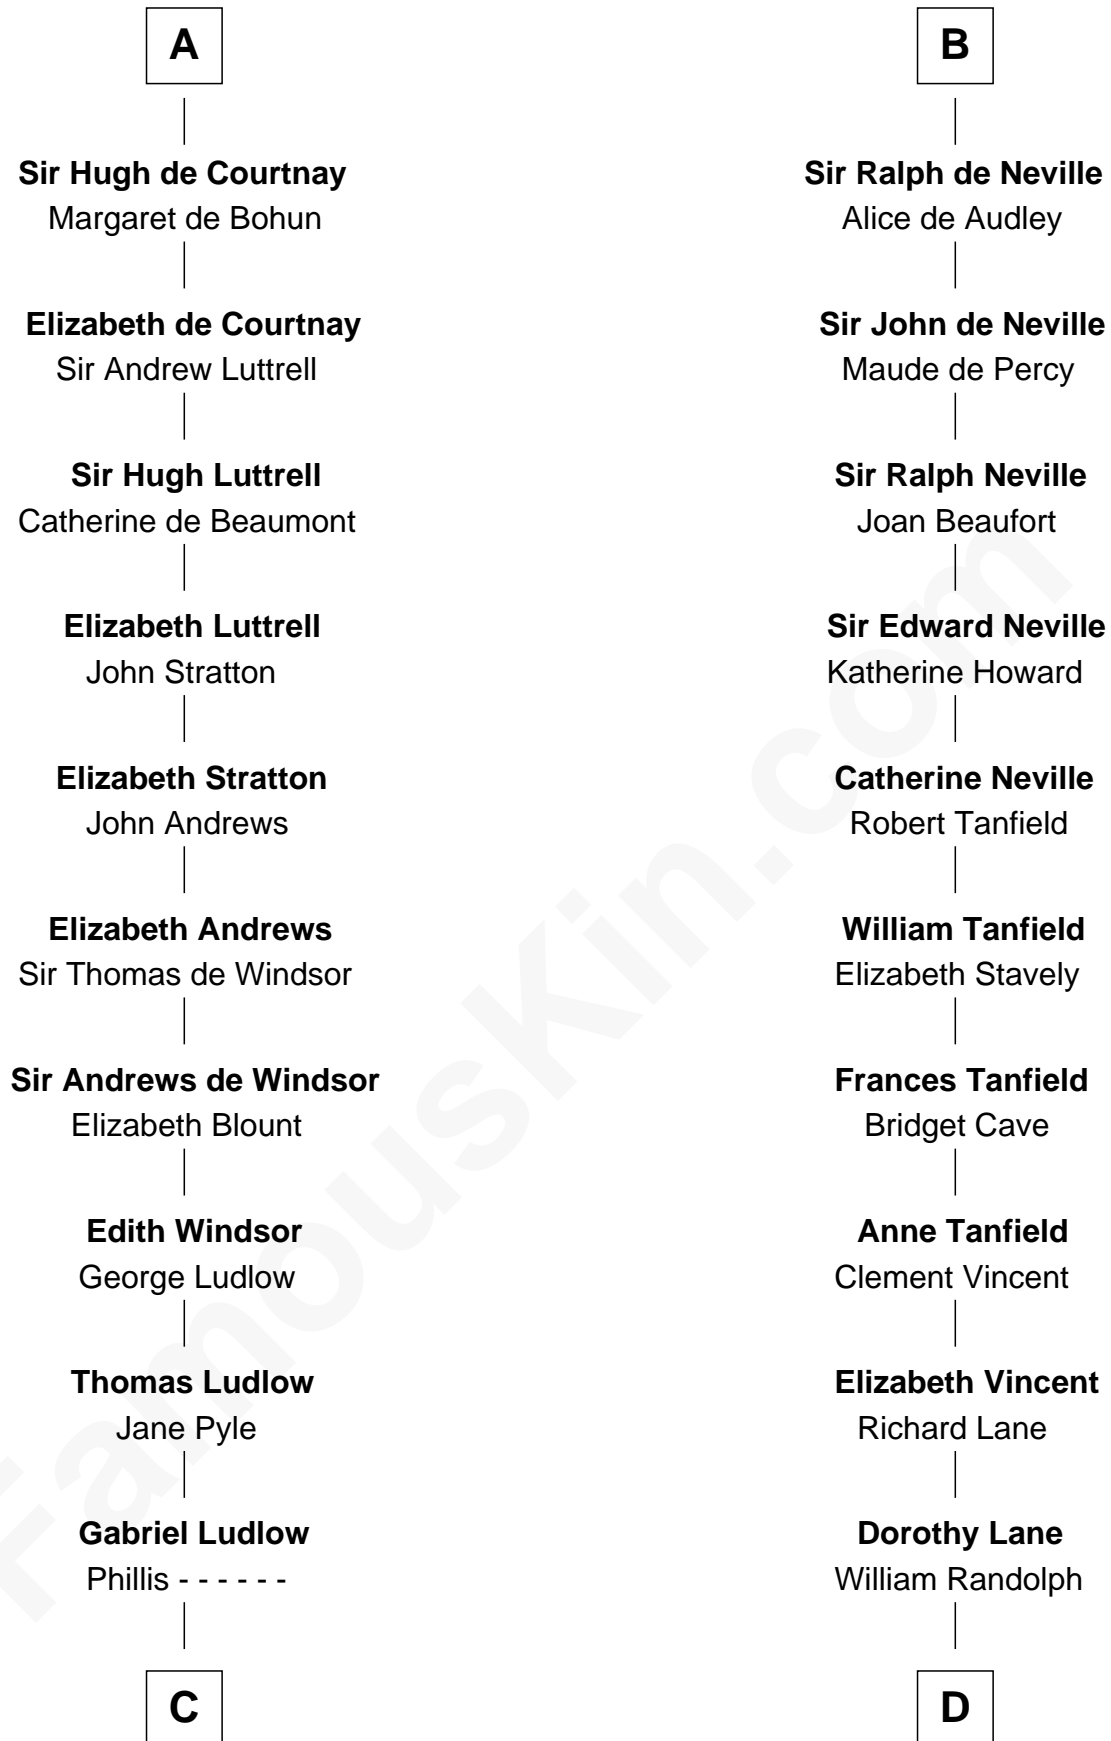 A
Sir Hugh de Courtnay
Margaret de Bohun
Elizabeth de Courtnay
Sir Andrew Luttrell
Sir Hugh Luttrell
Catherine de Beaumont
Elizabeth Luttrell
John Stratton
Elizabeth Stratton
John Andrews
Elizabeth Andrews
Sir Thomas de Windsor
Sir Andrews de Windsor
Elizabeth Blount
Edith Windsor
George Ludlow
Thomas Ludlow
Jane Pyle
Gabriel Ludlow
Phillis - - - - - -
C
B
Sir Ralph de Neville
Alice de Audley
Sir John de Neville
Maude de Percy
Sir Ralph Neville
Joan Beaufort
Sir Edward Neville
Katherine Howard
Catherine Neville
Robert Tanfield
William Tanfield
Elizabeth Stavely
Frances Tanfield
Bridget Cave
Anne Tanfield
Clement Vincent
Elizabeth Vincent
Richard Lane
Dorothy Lane
William Randolph
D
FamousKin.com